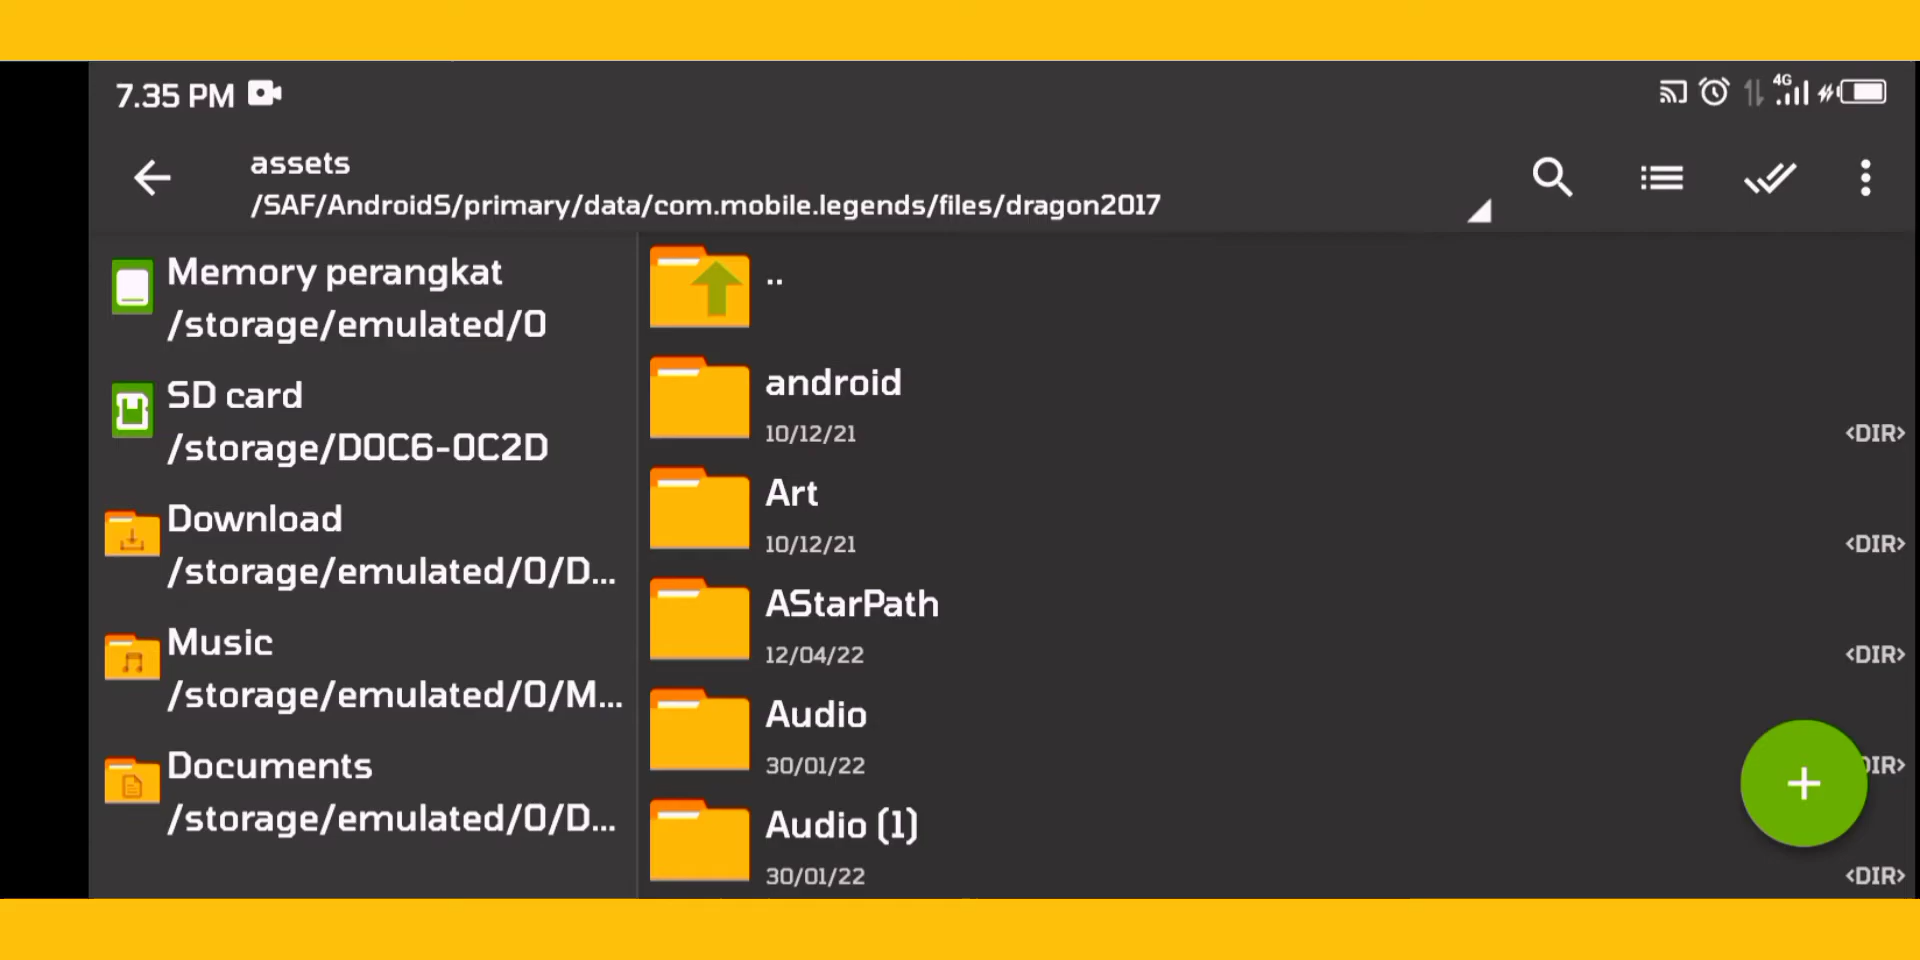 7.35 PM
4G
assets
/SAF/AndroidS/primary/data/com.mobile.legends/files/dragon2017
Memory perangkat
/storage/emulated/0
SD card
/storage/D0C6-0C2D
Download
/storage/emulated/0/D...
Music
/storage/emulated/0/M...
Documents
/storage/emulated/0/D...
..
android
10/12/21
<DIR>
Art
10/12/21
<DIR>
AStarPath
12/04/22
<DIR>
Audio
30/01/22
DIR>
Audio (1)
30/01/22
<DIR>